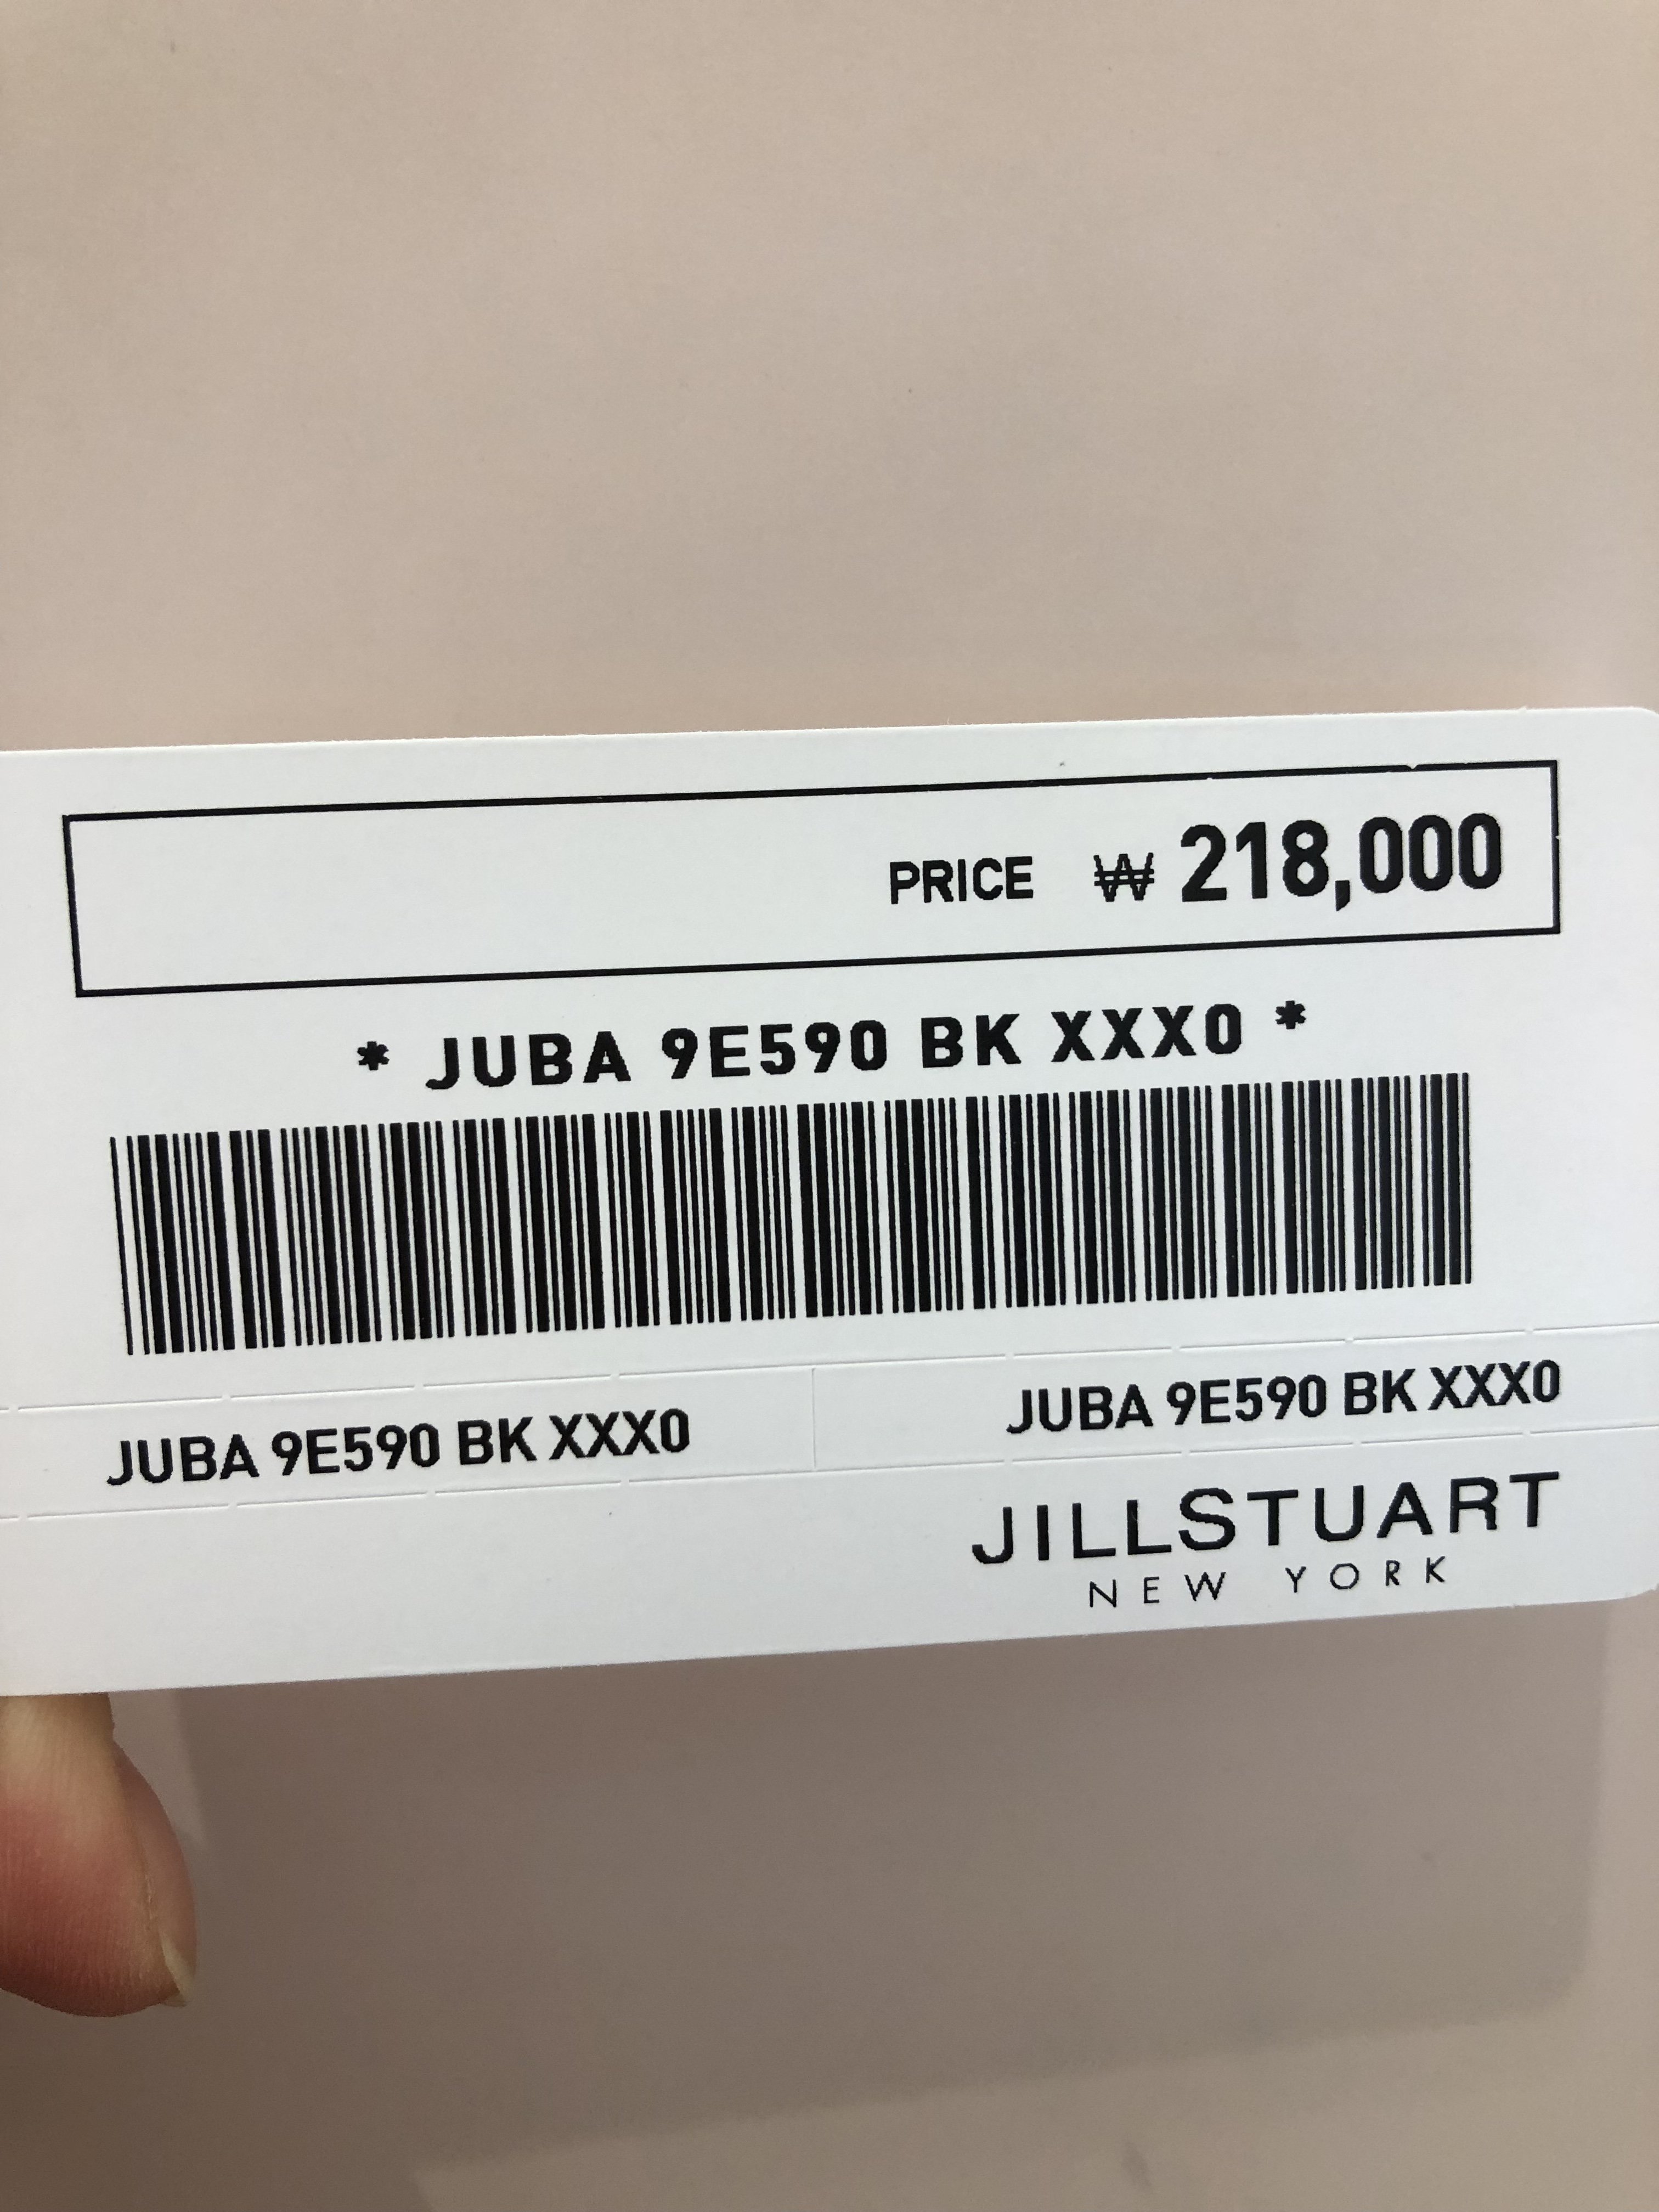 PRICE ₩ 218,000
* JUBA 9E590 BK XXX0 *
JUBA 9E590 BK XXX0
JUBA 9E590 BK XXX0
JILLSTUART
NEW YORK